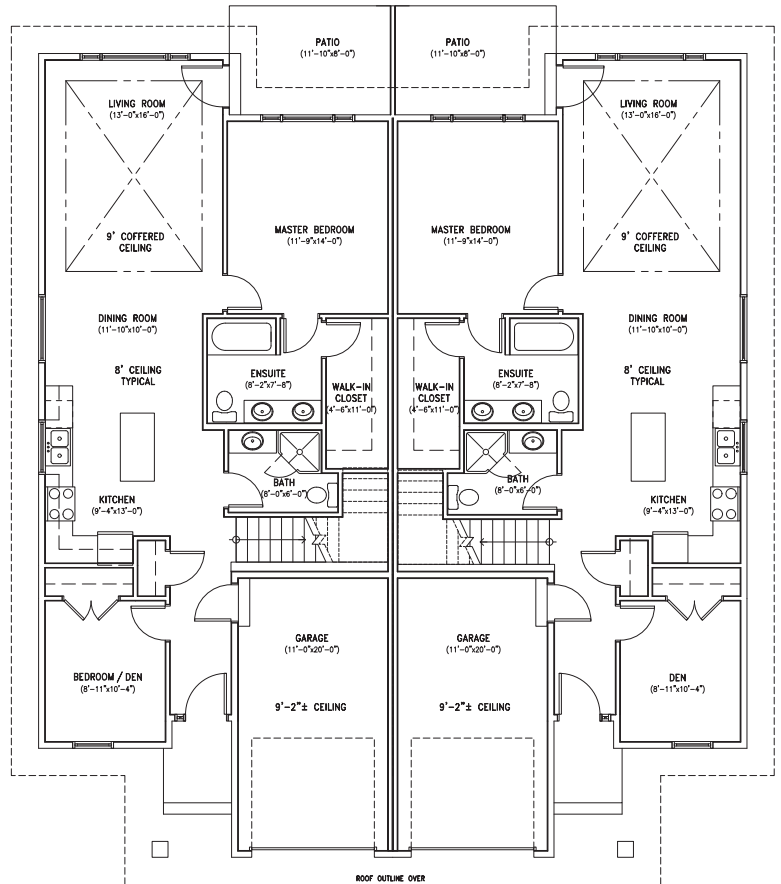 PATIO
(11'-10"x8'-0")
PATIO
(11'-10"x8'-0")
LIVING ROOM
(13'-0"x16'-0")
LIVING ROOM
(13'-0"x16'-0")
MASTER BEDROOM
(11'-9"x14'-0")
MASTER BEDROOM
(11'-9"x14'-0")
9' COFFERED
CEILING
9' COFFERED
CEILING
DINING ROOM
(11'-10"x10'-0")
DINING ROOM
(11'-10"x10'-0")
8' CEILING
TYPICAL
ENSUITE
(8'-2"x7'-8")
WALK-IN
CLOSET
(4'-6"x11'-0")
WALK-IN
CLOSET
(4'-6"x11'-0")
ENSUITE
(8'-2"x7'-8")
8' CEILING
TYPICAL
BATH
(8'-0"x6'-0")
BATH
(8'-0"x6'-0")
KITCHEN
(9'-4"x13'-0")
KITCHEN
(9'-4"x13'-0")
GARAGE
(11'-0"x20'-0")
GARAGE
(11'-0"x20'-0")
BEDROOM / DEN
(8'-11"x10'-4")
DEN
(8'-11"x10'-4")
9'-2"± CEILING
9'-2"± CEILING
ROOF OUTLINE OVER